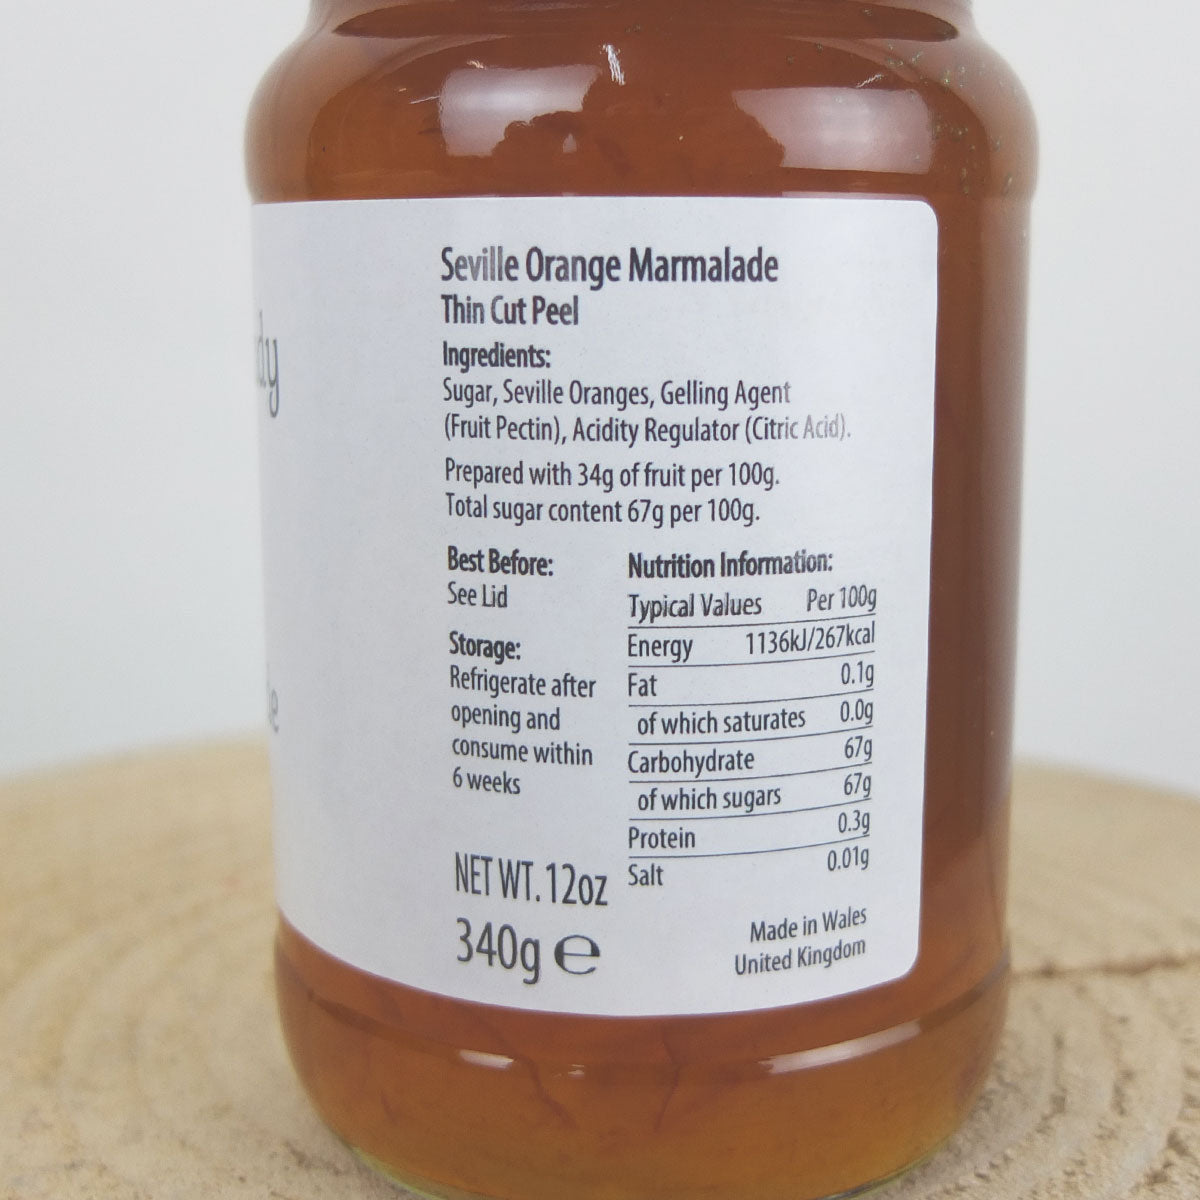 Seville Orange Marmalade
Thin Cut Peel
Ingredients:
Sugar, Seville Oranges, Gelling Agent
(Fruit Pectin), Acidity Regulator (Citric Acid).
Prepared with 34g of fruit per 100g.
Total sugar content 67g per 100g.
Best Before:
See Lid
Storage:
Refrigerate after
opening and
consume within
6 weeks
NET WT. 12oz
340g ℮
Nutrition Information:
Typical Values Per 100g
Energy 1136kJ/267kcal
Fat 0.1g
of which saturates 0.0g
Carbohydrate 67g
of which sugars 67g
Protein 0.3g
Salt 0.01g
Made in Wales
United Kingdom